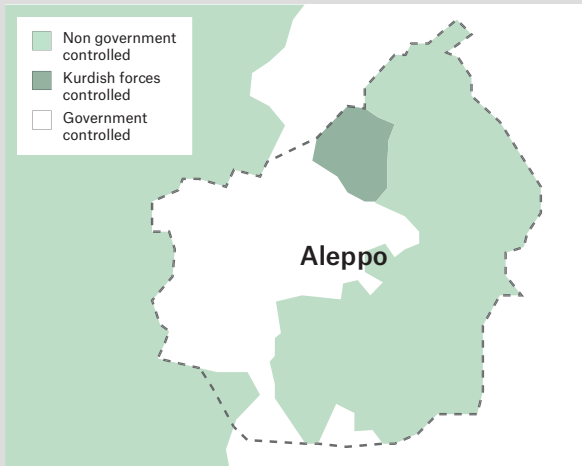 Non government
controlled
Kurdish forces
controlled
Government
controlled
Aleppo